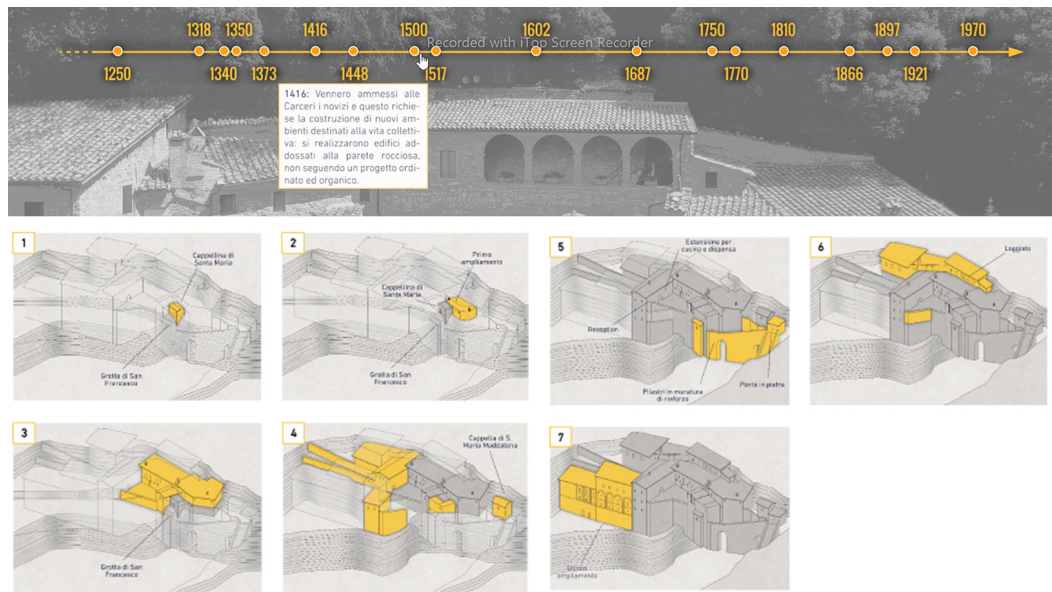 1318 1350 1416 1500 1602 1750 1810 1897 1970
Recorded with iTop Screen Recorder
1250 1340 1373 1448 1517 1687 1770 1866 1921
1416: Vennero ammessi alle
Carceri i novizi e questo richie-
se la costruzione di nuovi am-
bienti destinati alla vita colletti-
va: si realizzarono edifici ad-
dossati alla parete rocciosa,
non seguendo un progetto ordi-
nato ed organico.
1
Cappellina di
Santa Maria
Grotta di San
Francesco
2
Primo
ampliamento
Cappellina di
Santa Maria
Grotta di San
Francesco
5
Estensione per
cucina e dispensa
Reception
Pilastri in muratura
di rinforzo
Ponte in pietra
6
Loggiato
3
Grotta di San
Francesco
4
Cappella di S.
Maria Maddalena
7
ampliamento